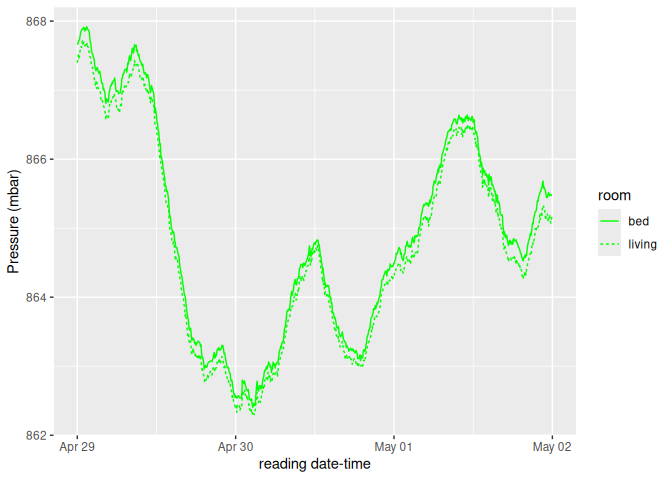 868
866
864
862
Pressure (mbar)
Apr 29
Apr 30
May 01
May 02
reading date-time
room
bed
living